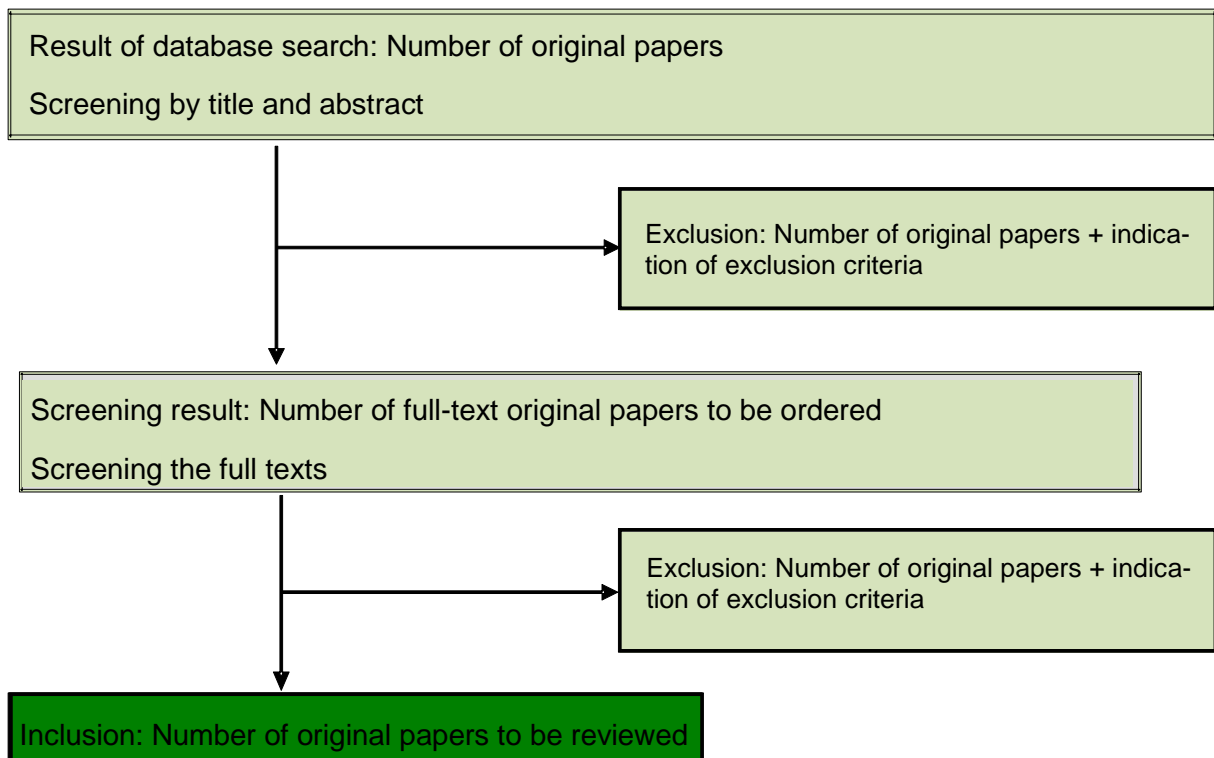 Result of database search: Number of original papers
Screening by title and abstract
Exclusion: Number of original papers + indica-
tion of exclusion criteria
Screening result: Number of full-text original papers to be ordered
Screening the full texts
Exclusion: Number of original papers + indica-
tion of exclusion criteria
Inclusion: Number of original papers to be reviewed